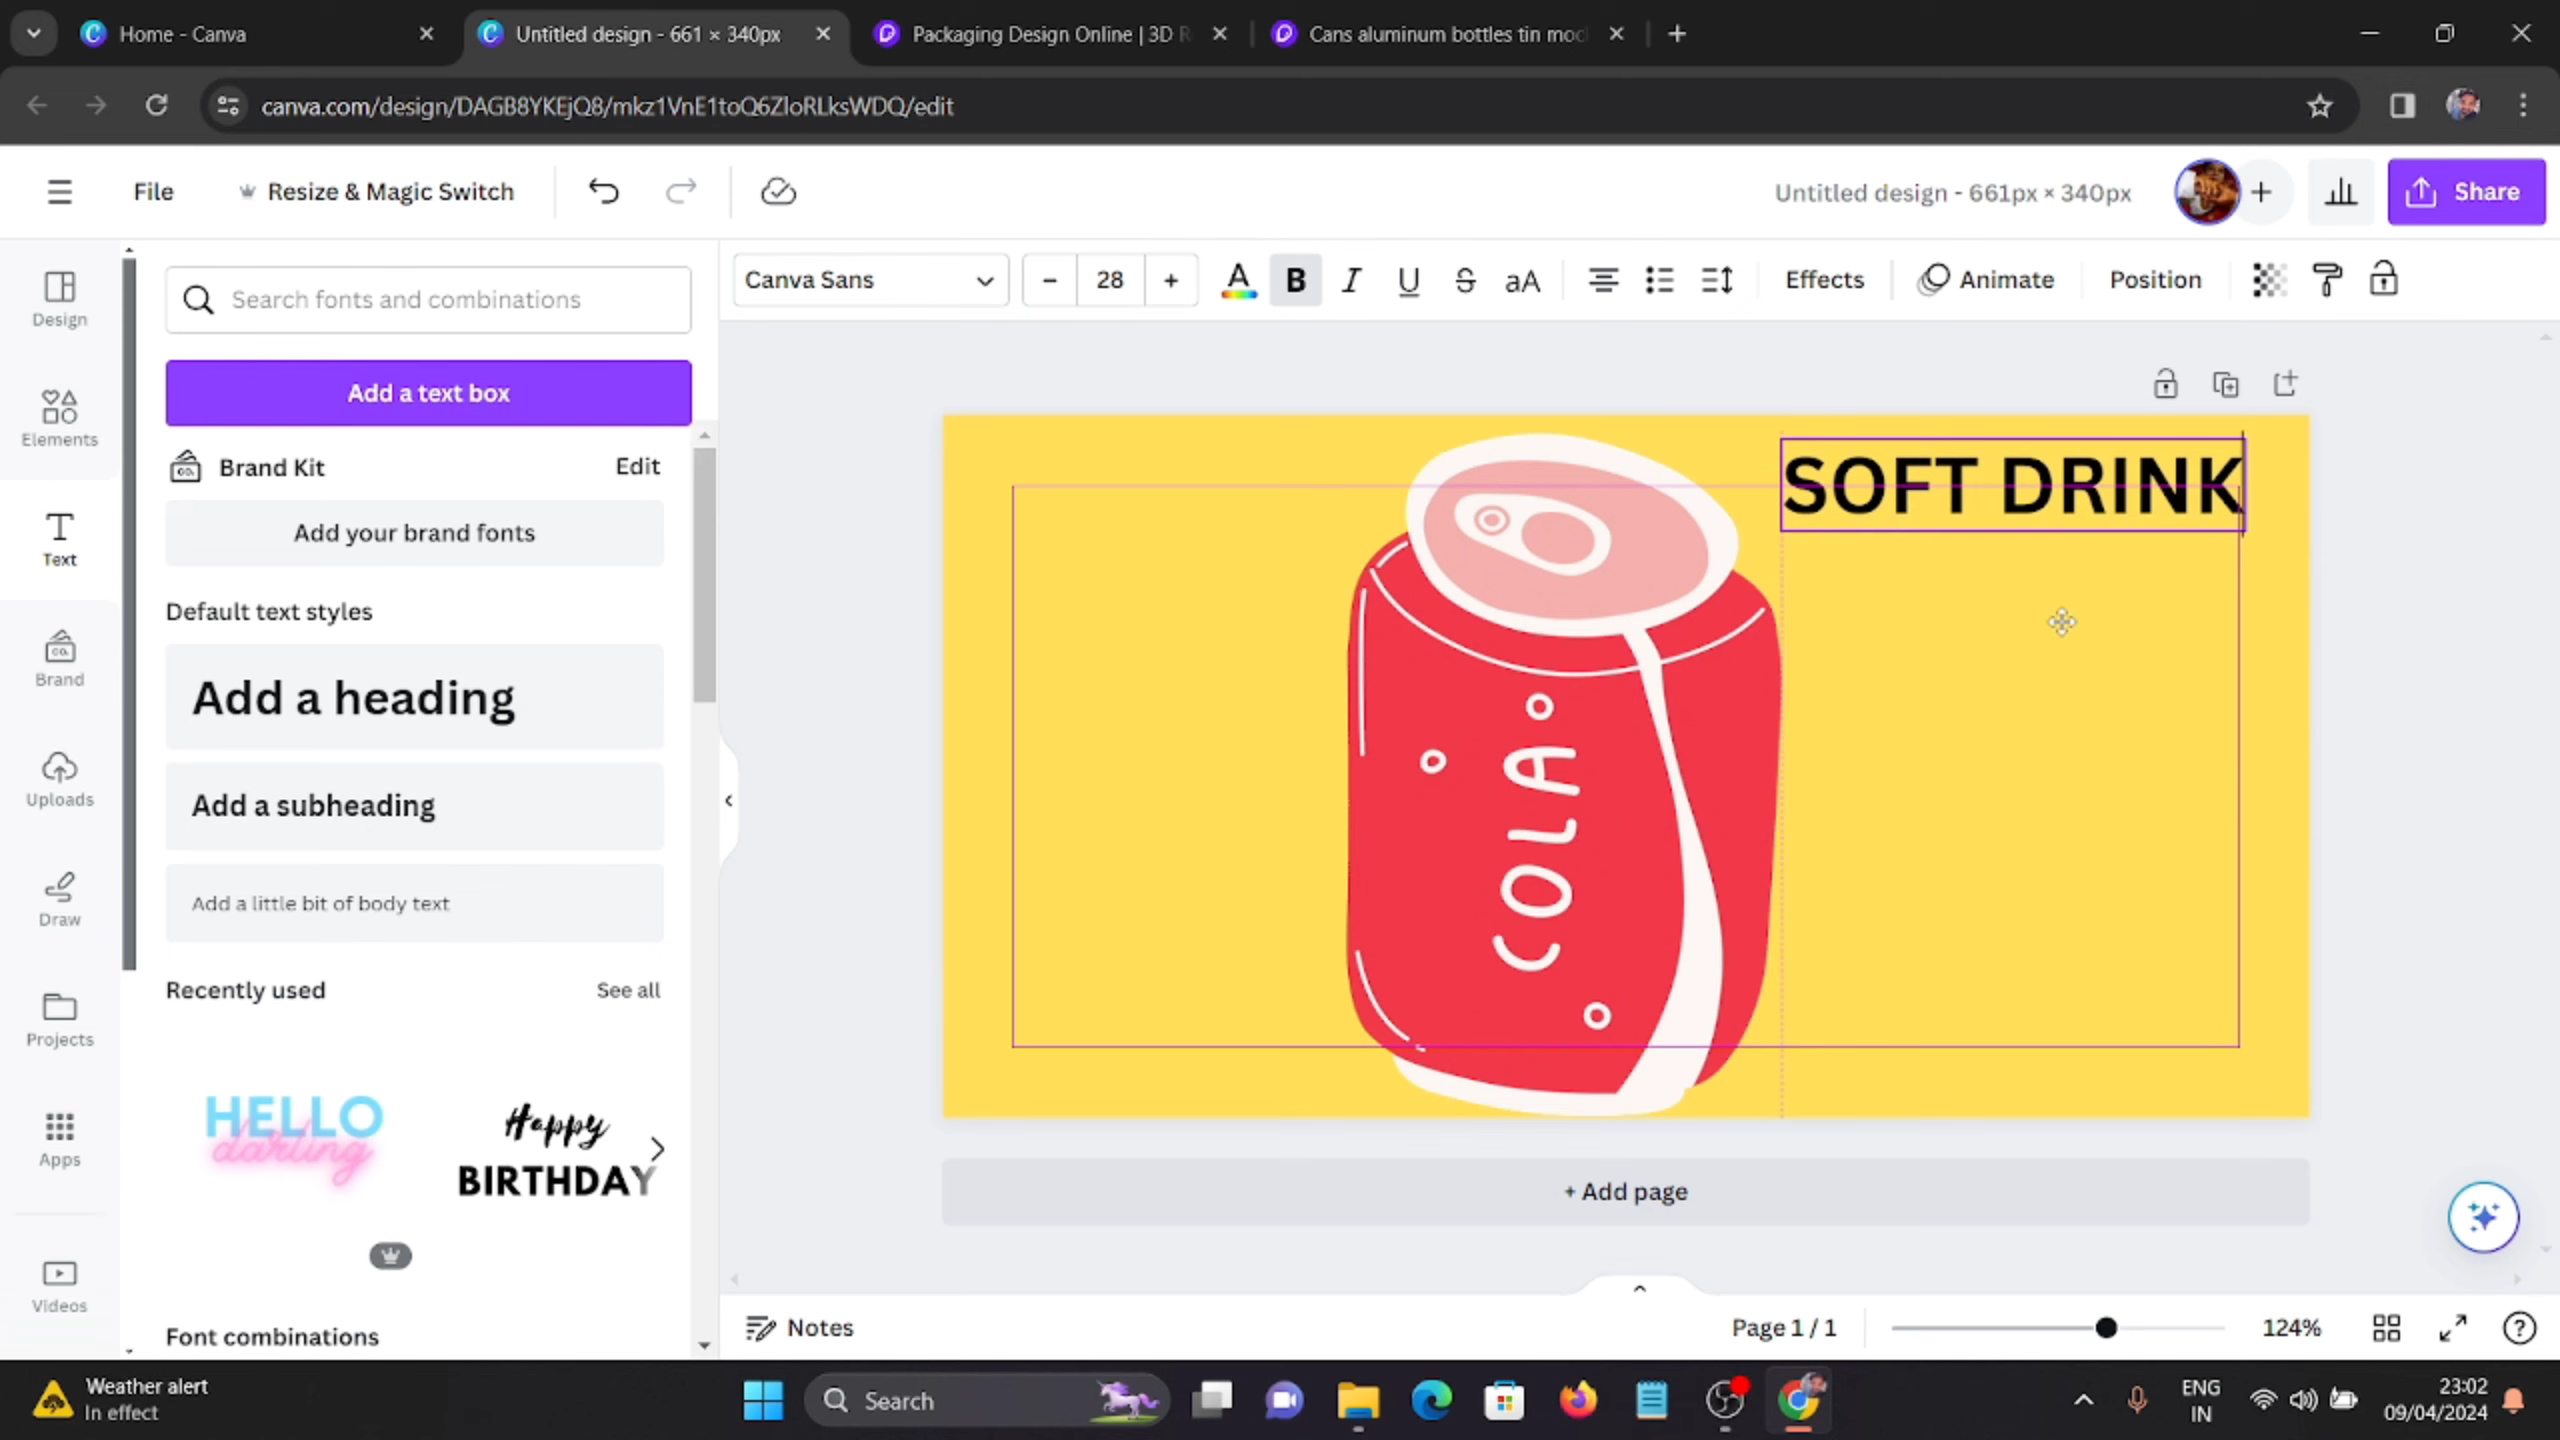 Home - Canva
Untitled design - 661 × 340px
Packaging Design Online | 3D R
Cans aluminum bottles tin moc
canva.com/design/DAGB8YKEjQ8/mkz1VnE1toQ6ZloRLksWDQ/edit
File
Resize & Magic Switch
Untitled design - 661px × 340px
Share
Canva Sans
28
A
B
I
U
S
aA
Effects
Animate
Position
Design
Elements
Text
Brand
Uploads
Draw
Projects
Apps
Videos
Search fonts and combinations
Add a text box
Brand Kit
Edit
Add your brand fonts
Default text styles
Add a heading
Add a subheading
Add a little bit of body text
Recently used
See all
HELLO
darling
Happy
BIRTHDAY
Font combinations
SOFT DRINK
COLA
+ Add page
Notes
Page 1 / 1
124%
Weather alert
In effect
Search
ENG
IN
23:02
09/04/2024